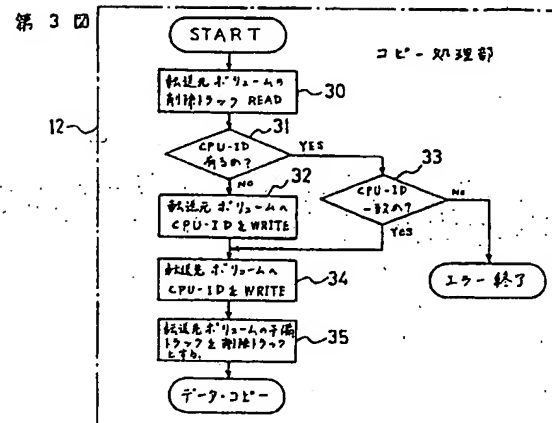 第 3 図
START
コピー処理部
転送元ボリュームの
削除トラック READ
30
12
31
CPU-ID
有るの?
YES
NO
33
CPU-ID
一致の?
NO
YES
32
転送元ボリュームへ
CPU-IDをWRITE
転送先ボリュームへ
CPU-IDをWRITE
34
エラー終了
転送元ボリュームの予備
トラックを削除トラック
とする。
35
データ・コピー